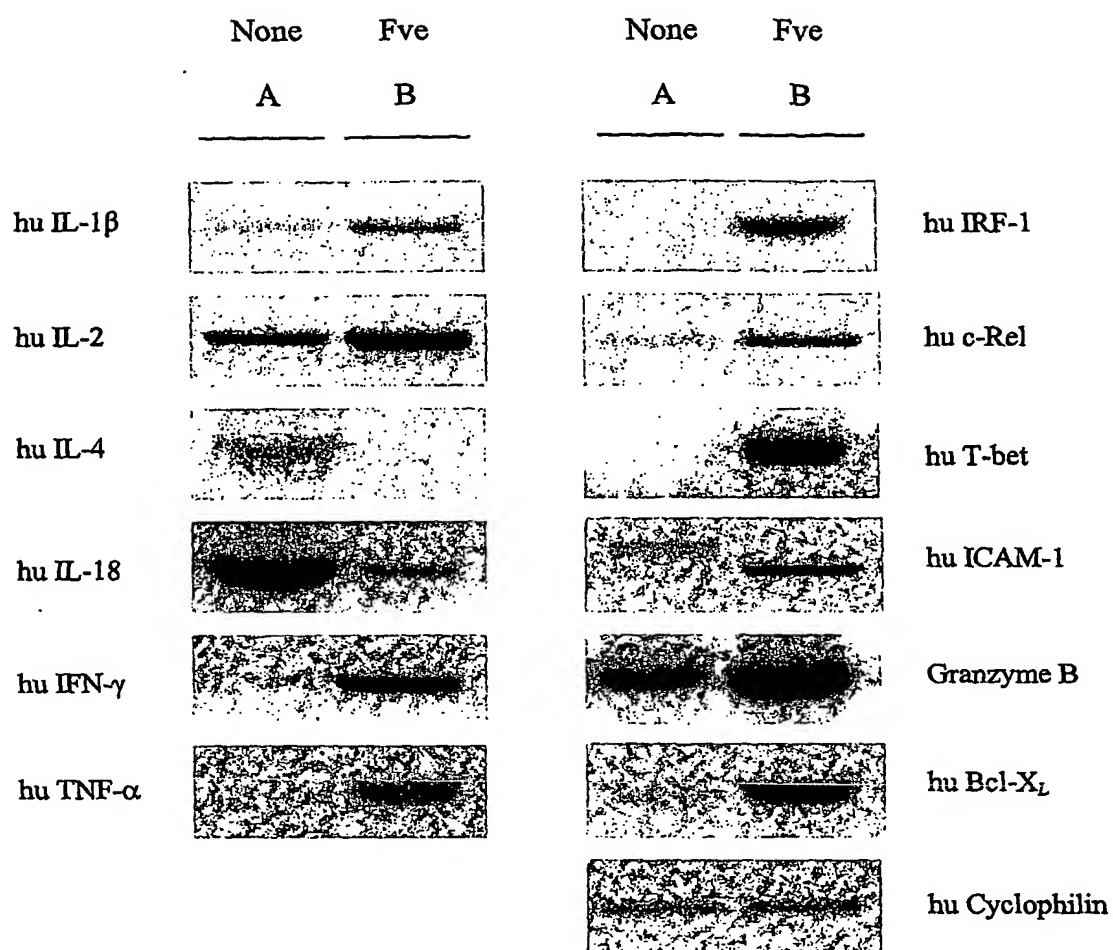 None Fve None Fve
A B A B
hu IL-1β hu IRF-1
hu IL-2 hu c-Rel
hu IL-4 hu T-bet
hu IL-18 hu ICAM-1
hu IFN-γ Granzyme B
hu TNF-α hu Bcl-X_L
hu Cyclophilin